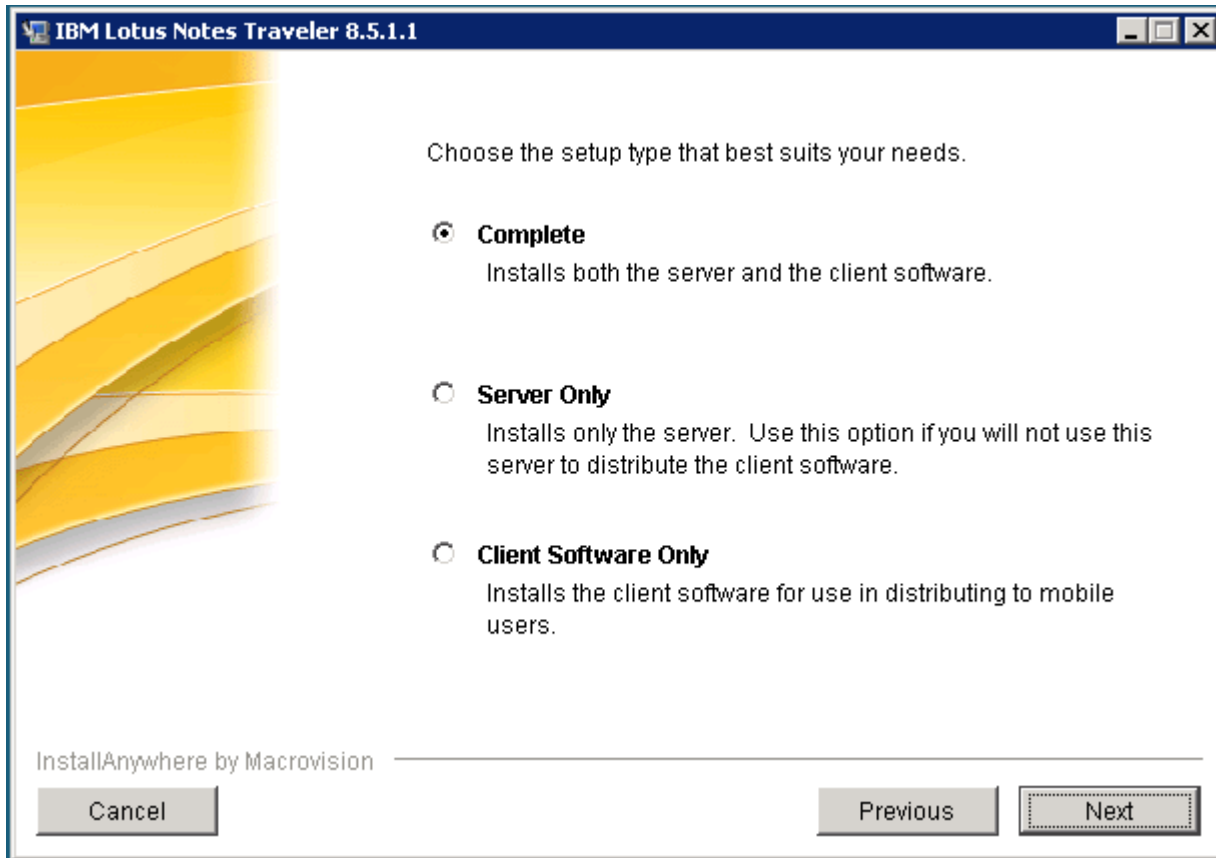 IBM Lotus Notes Traveler 8.5.1.1
Choose the setup type that best suits your needs.
Complete
Installs both the server and the client software.
Server Only
Installs only the server.  Use this option if you will not use this
server to distribute the client software.
Client Software Only
Installs the client software for use in distributing to mobile
users.
InstallAnywhere by Macrovision
Cancel
Previous
Next